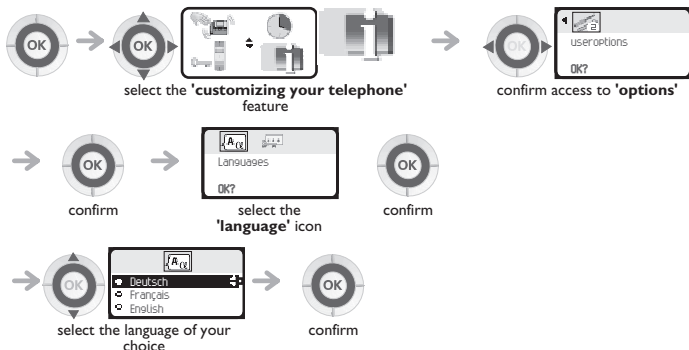 OK
OK
select the 'customizing your telephone'
feature
OK
useroptions
OK?
confirm access to 'options'
OK
confirm
Languages
OK?
select the
'language' icon
OK
confirm
OK
Deutsch
Français
English
select the language of your
choice
OK
confirm